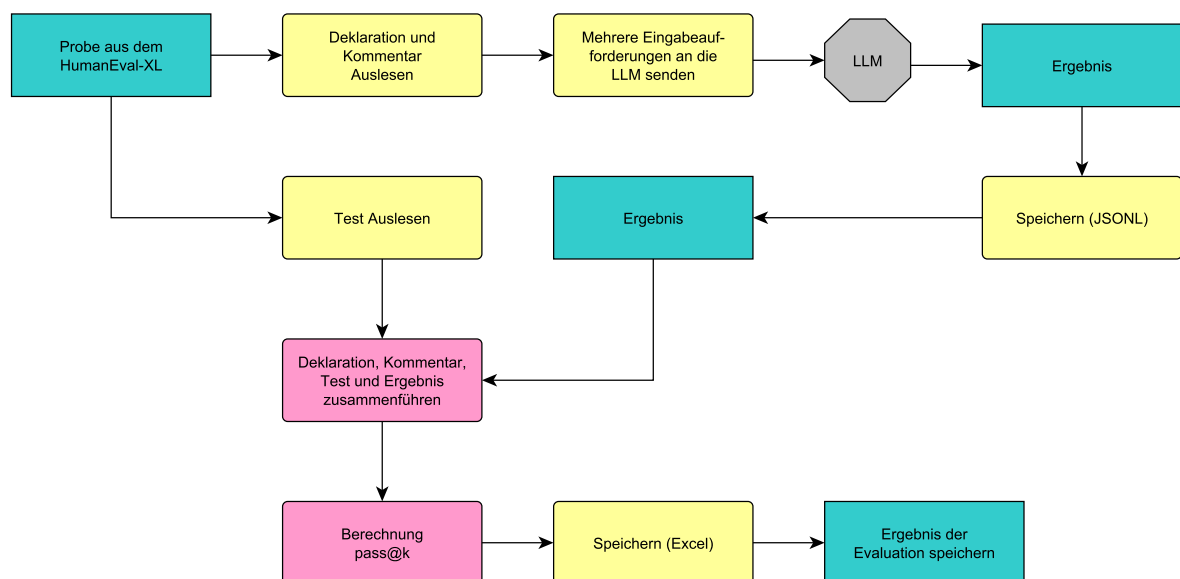 Probe aus dem
HumanEval-XL
Deklaration und
Kommentar
Auslesen
Mehrere Eingabeauf-
forderungen an die
LLM senden
LLM
Ergebnis
Test Auslesen
Ergebnis
Speichern (JSONL)
Deklaration, Kommentar,
Test und Ergebnis
zusammenführen
Berechnung
pass@k
Speichern (Excel)
Ergebnis der
Evaluation speichern